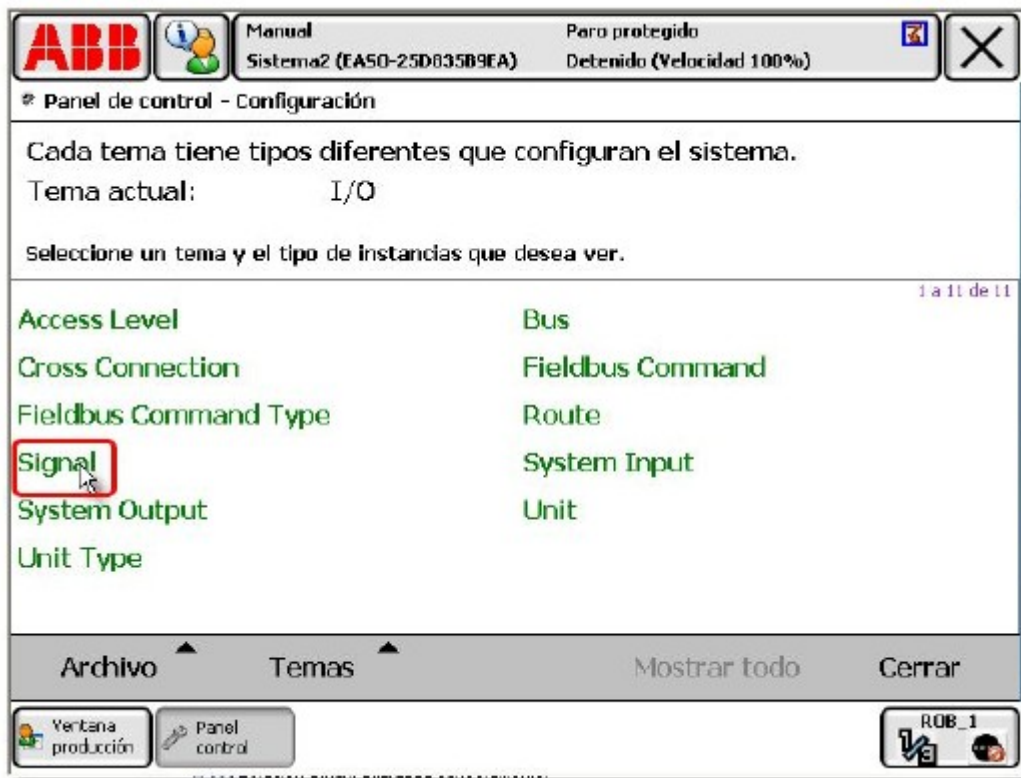 ABB
Manual
Sistema2 (EASO-25D835B9EA)
Paro protegido
Detenido (Velocidad 100%)
Panel de control - Configuración
Cada tema tiene tipos diferentes que configuran el sistema.
Tema actual: I/O
Seleccione un tema y el tipo de instancias que desea ver.
1 a 11 de 11
Access Level
Bus
Cross Connection
Fieldbus Command
Fieldbus Command Type
Route
Signal
System Input
System Output
Unit
Unit Type
Archivo
Temas
Mostrar todo
Cerrar
Ventana
producción
Panel
control
ROB_1